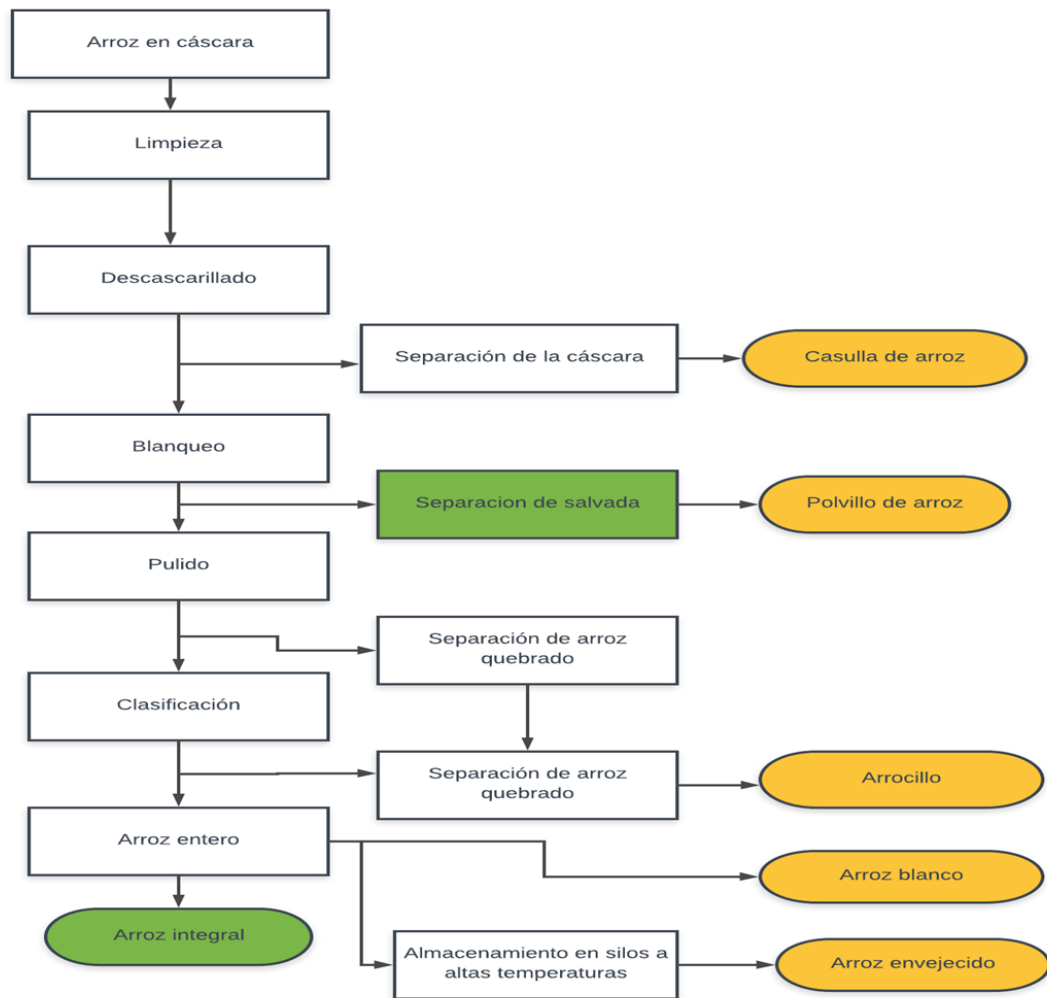 Arroz en cáscara
Limpieza
Descascarillado
Separación de la cáscara
Casulla de arroz
Blanqueo
Separacion de salvada
Polvillo de arroz
Pulido
Separación de arroz
quebrado
Clasificación
Separación de arroz
quebrado
Arrocillo
Arroz entero
Arroz blanco
Arroz integral
Almacenamiento en silos a
altas temperaturas
Arroz envejecido